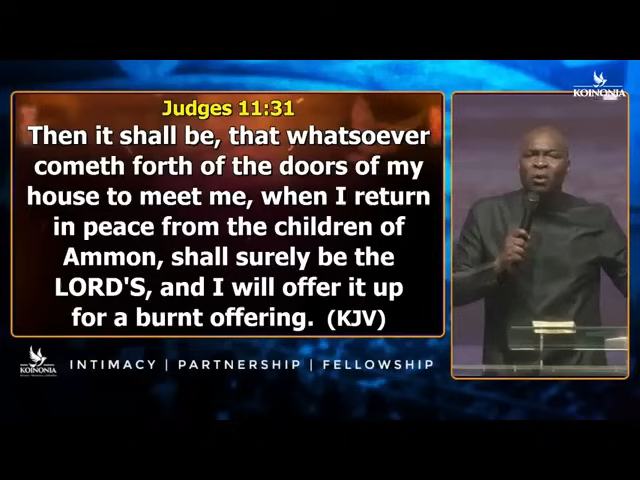 KOINONIA
Judges 11:31
Then it shall be, that whatsoever
cometh forth of the doors of my
house to meet me, when I return
in peace from the children of
Ammon, shall surely be the
LORD'S, and I will offer it up
for a burnt offering. (KJV)
KOINONIA
INTIMACY | PARTNERSHIP | FELLOWSHIP